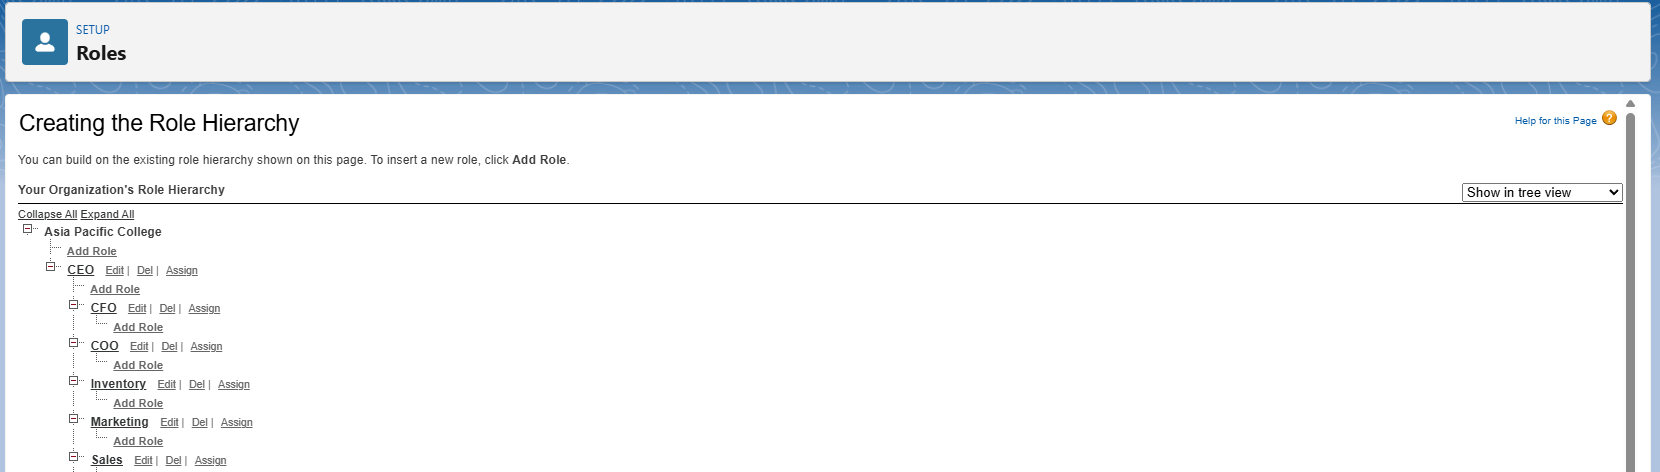 SETUP
Roles
Creating the Role Hierarchy
Help for this Page ?
You can build on the existing role hierarchy shown on this page. To insert a new role, click Add Role.
Your Organization's Role Hierarchy
Show in tree view
Collapse All Expand All
Asia Pacific College
Add Role
CEO Edit | Del | Assign
Add Role
CFO Edit | Del | Assign
Add Role
COO Edit | Del | Assign
Add Role
Inventory Edit | Del | Assign
Add Role
Marketing Edit | Del | Assign
Add Role
Sales Edit | Del | Assign